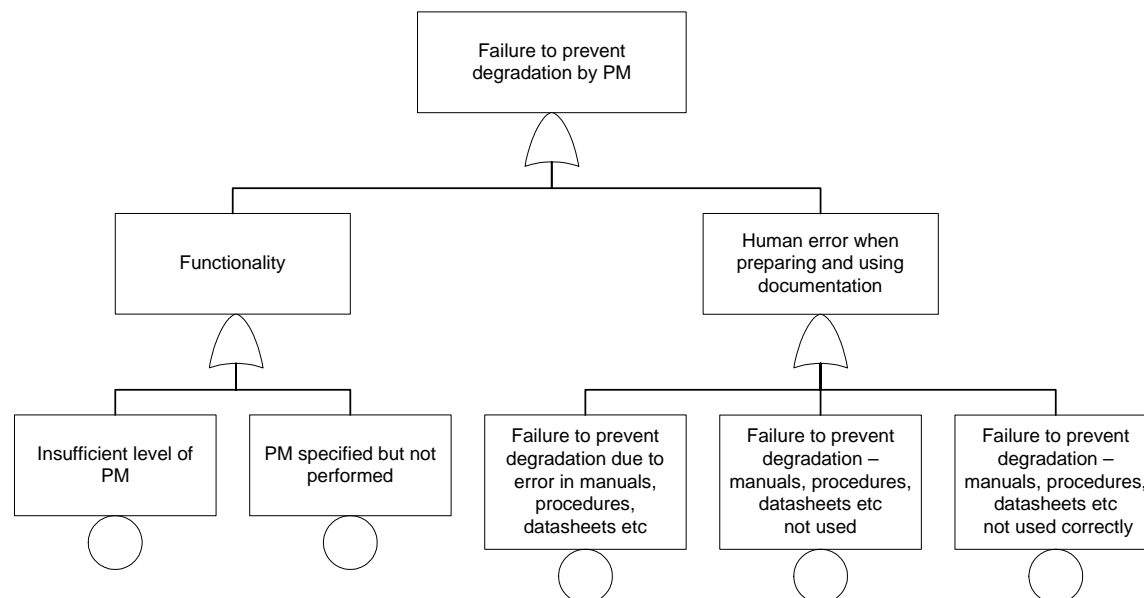 Failure to prevent
degradation by PM
Functionality
Human error when
preparing and using
documentation
Insufficient level of
PM
PM specified but not
performed
Failure to prevent
degradation due to
error in manuals,
procedures,
datasheets etc
Failure to prevent
degradation –
manuals, procedures,
datasheets etc
not used
Failure to prevent
degradation –
manuals, procedures,
datasheets etc
not used correctly